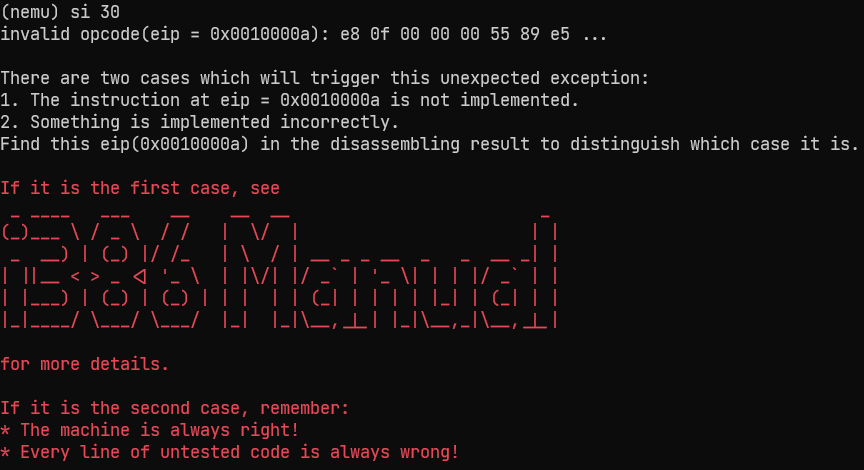 (nemu) si 30
invalid opcode(eip = 0x0010000a): e8 0f 00 00 00 55 89 e5 ...
There are two cases which will trigger this unexpected exception:
1. The instruction at eip = 0x0010000a is not implemented.
2. Something is implemented incorrectly.
Find this eip(0x0010000a) in the disassembling result to distinguish which case it is.
If it is the first case, see
i386 Manual
for more details.
If it is the second case, remember:
* The machine is always right!
* Every line of untested code is always wrong!